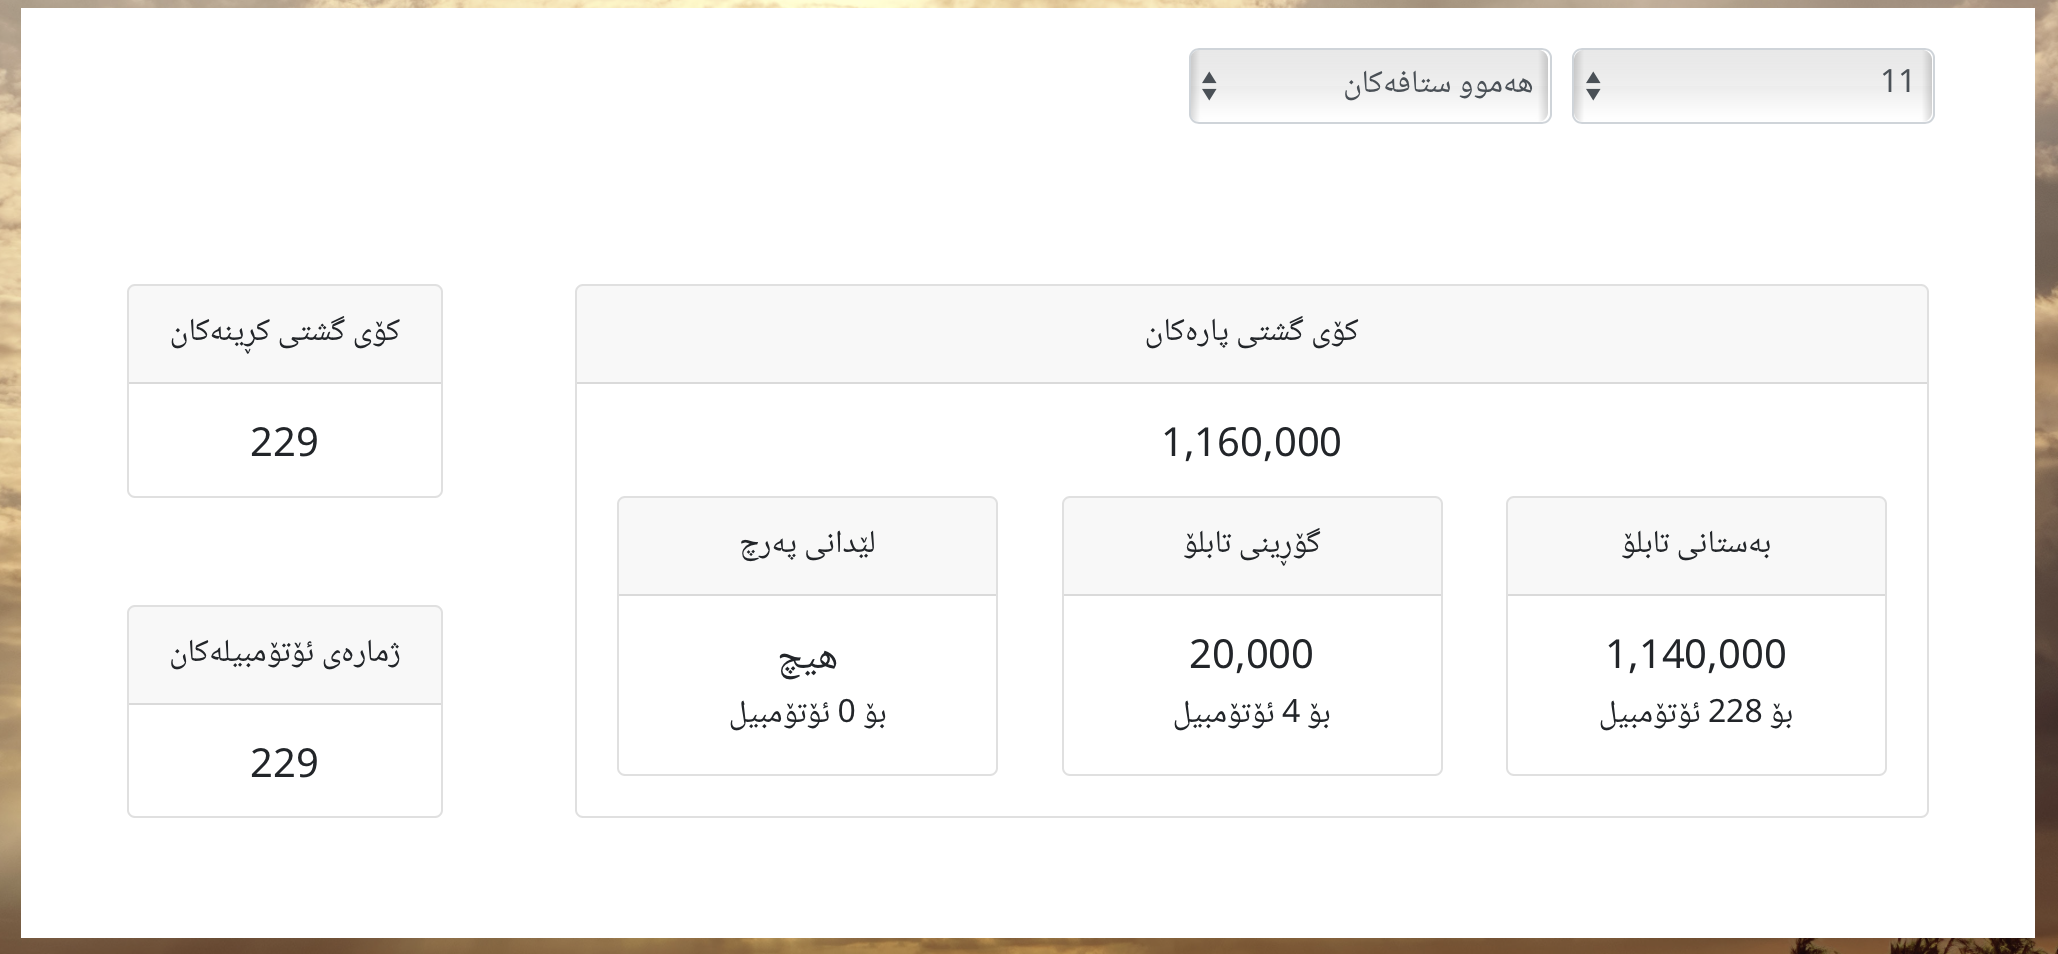 11
هەموو ستافەکان
کۆی گشتی پارەکان
1,160,000
بەستانی تابلۆ
1,140,000
بۆ 228 ئۆتۆمبیل
گۆڕینی تابلۆ
20,000
بۆ 4 ئۆتۆمبیل
لێدانی پەرچ
هیچ
بۆ 0 ئۆتۆمبیل
کۆی گشتی کڕینەکان
229
ژمارەی ئۆتۆمبیلەکان
229